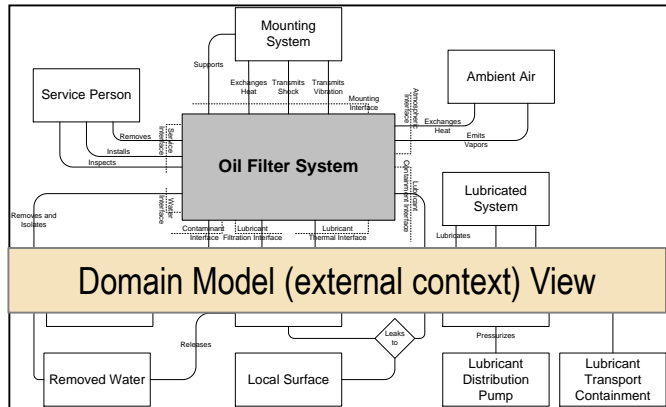 Mounting
System
Supports
Exchanges
Heat
Transmits
Shock
Transmits
Vibration
Mounting
Interface
Service Person
Ambient Air
Atmospheric
Interface
Exchanges
Heat
Emits
Vapors
Removes
Installs
Inspects
Service
Interface
Oil Filter System
Water
Interface
Removes and
Isolates
Contaminant
Interface
Lubricant
Filtration Interface
Lubricant
Thermal Interface
Lubricant
Containment Interface
Lubricated
System
Lubricates
Domain Model (external context) View
Releases
Leaks
to
Pressurizes
Removed Water
Local Surface
Lubricant
Distribution
Pump
Lubricant
Transport
Containment